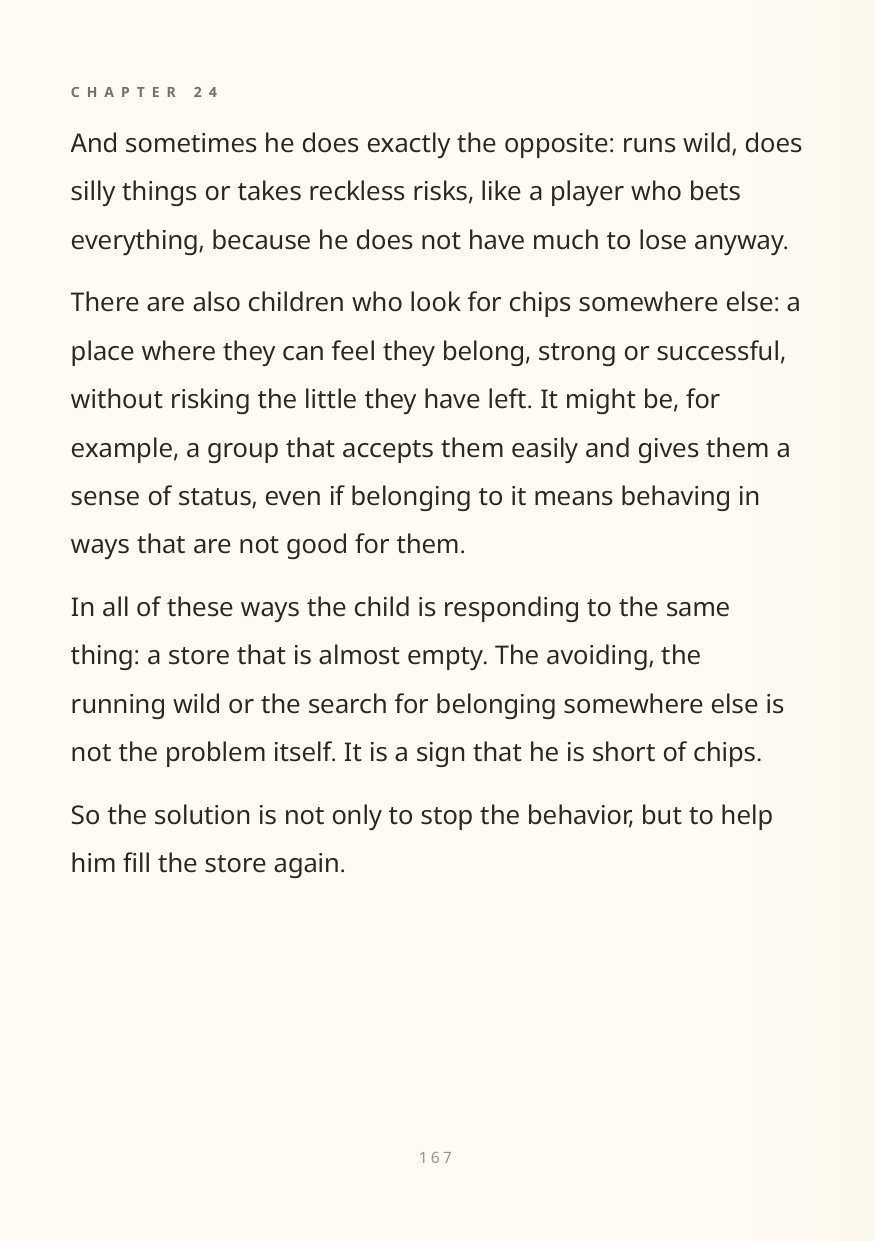 CHAPTER 24
And sometimes he does exactly the opposite: runs wild, does
silly things or takes reckless risks, like a player who bets
everything, because he does not have much to lose anyway.
There are also children who look for chips somewhere else: a
place where they can feel they belong, strong or successful,
without risking the little they have left. It might be, for
example, a group that accepts them easily and gives them a
sense of status, even if belonging to it means behaving in
ways that are not good for them.
In all of these ways the child is responding to the same
thing: a store that is almost empty. The avoiding, the
running wild or the search for belonging somewhere else is
not the problem itself. It is a sign that he is short of chips.
So the solution is not only to stop the behavior, but to help
him fill the store again.
167